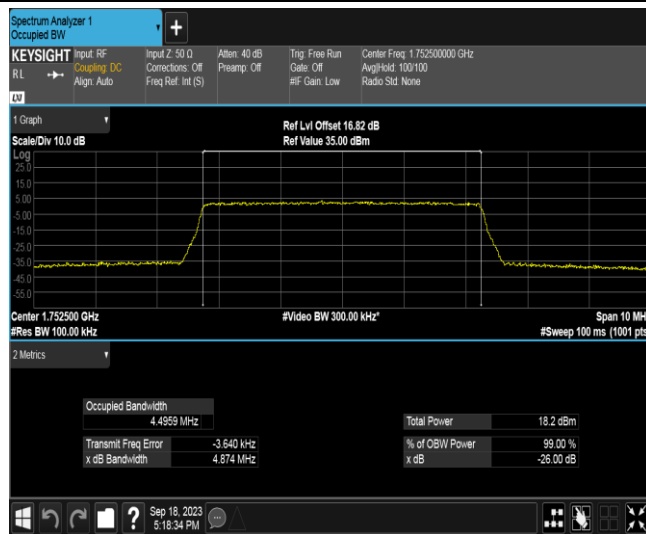 Spectrum Analyzer 1
Occupied BW
KEYSIGHT
RL
Input: RF
Coupling: DC
Align: Auto
Input Z: 50 Ω
Corrections: Off
Freq Ref: Int (S)
Atten: 40 dB
Preamp: Off
Trig: Free Run
Gate: Off
#IF Gain: Low
Center Freq: 1.752500000 GHz
Avg|Hold: 100/100
Radio Std: None
1 Graph
Scale/Div 10.0 dB
Ref Lvl Offset 16.82 dB
Ref Value 35.00 dBm
Log
25.0
15.0
5.00
-5.00
-15.0
-25.0
-35.0
-45.0
-55.0
Center 1.752500 GHz
#Video BW 300.00 kHz*
Span 10 MH
#Res BW 100.00 kHz
#Sweep 100 ms (1001 pts
2 Metrics
Occupied Bandwidth
4.4959 MHz
Total Power 18.2 dBm
Transmit Freq Error -3.640 kHz
% of OBW Power 99.00 %
x dB Bandwidth 4.874 MHz
x dB -26.00 dB
?
Sep 18, 2023
5:18:34 PM